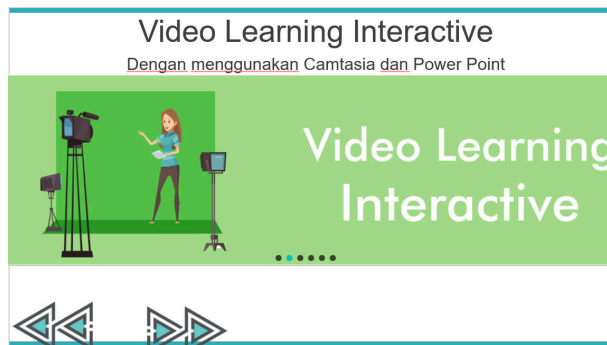 Video Learning Interactive
Dengan menggunakan Camtasia dan Power Point
Video Learning
Interactive